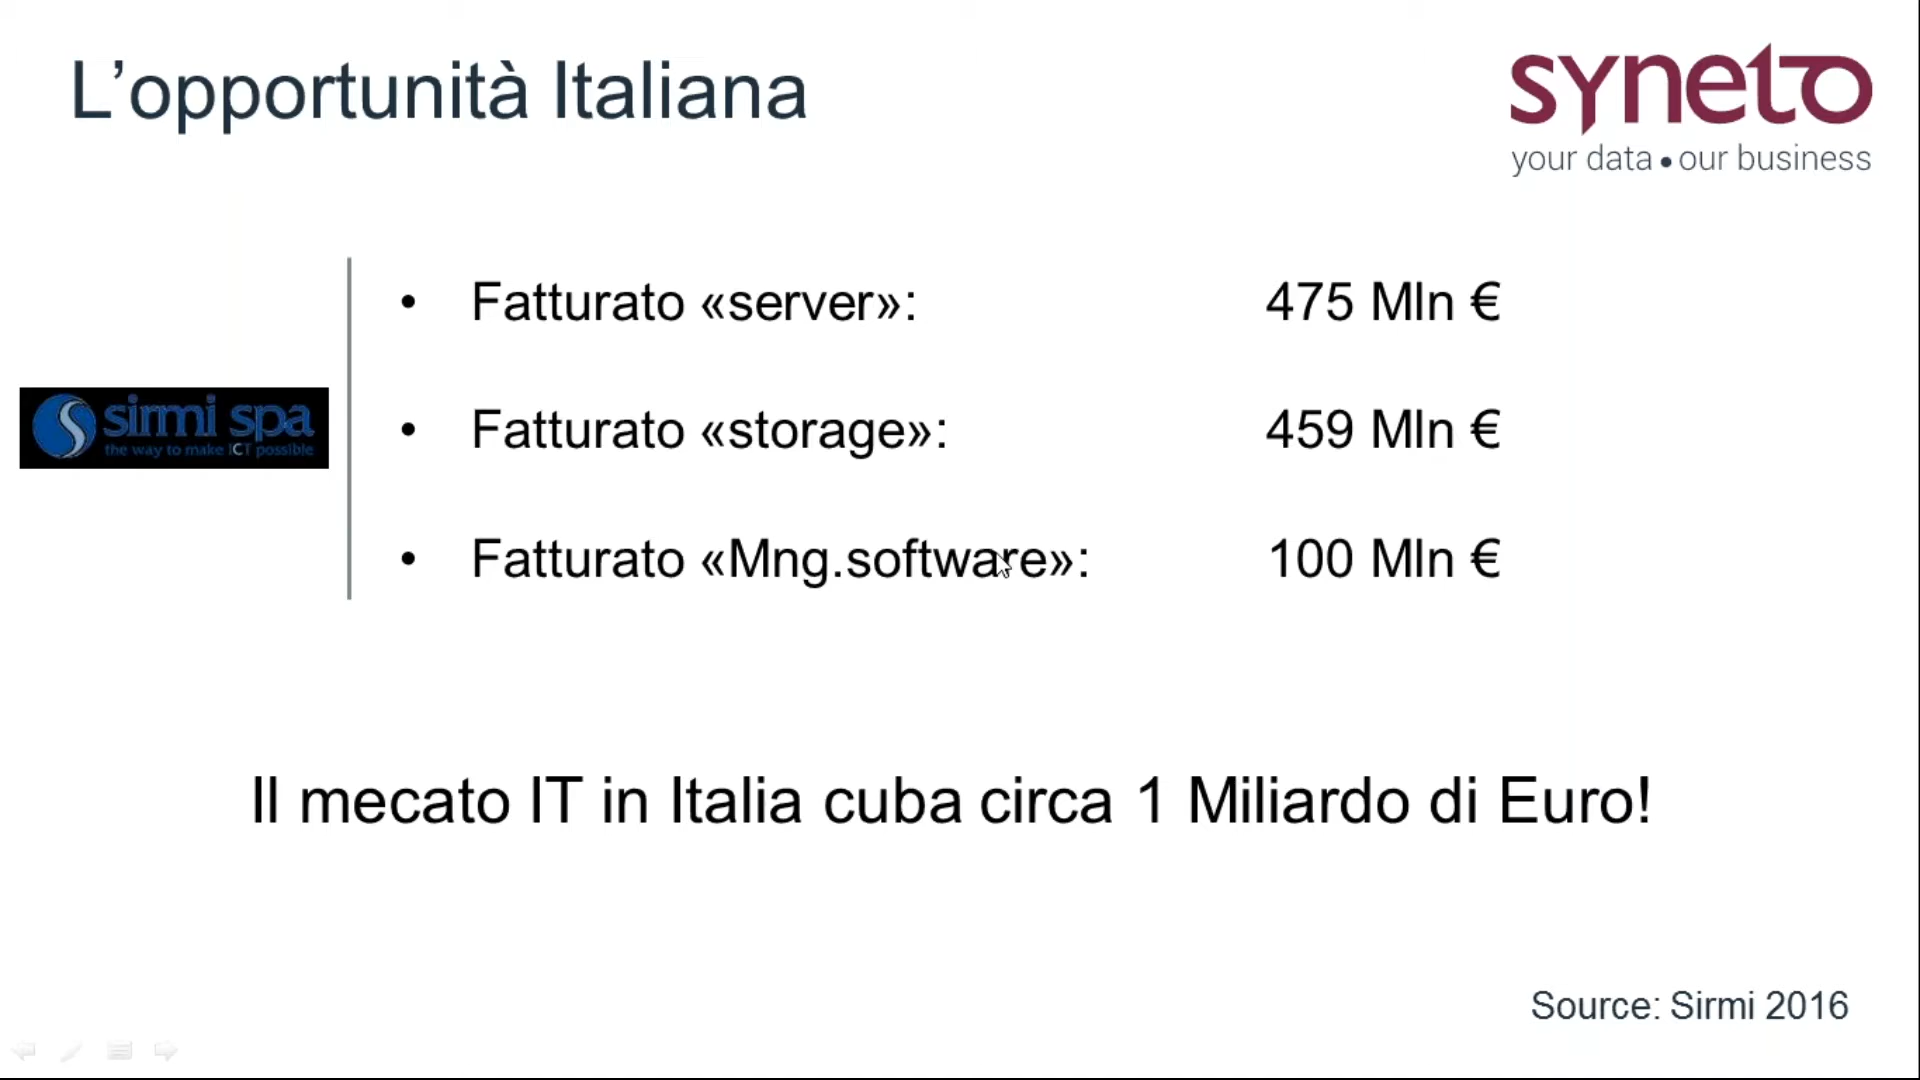 L’opportunità Italiana
syneto
your data • our business
• Fatturato «server»: 475 Mln €
sirmi spa
the way to make ICT possible
• Fatturato «storage»: 459 Mln €
• Fatturato «Mng.software»: 100 Mln €
Il mecato IT in Italia cuba circa 1 Miliardo di Euro!
Source: Sirmi 2016